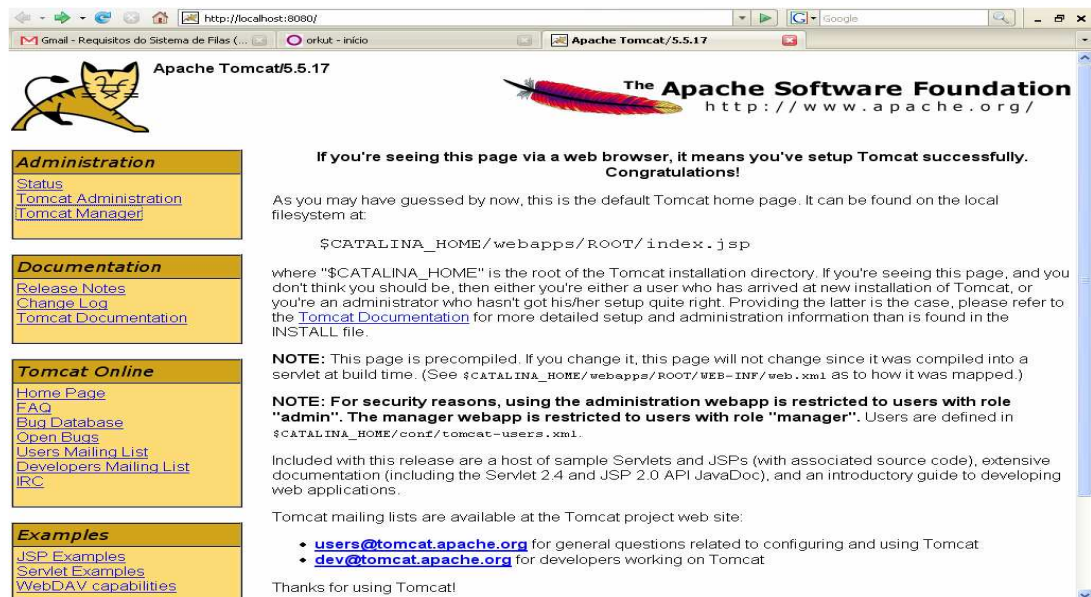 http://localhost:8080/
Google
Gmail - Requisitos do Sistema de Filas (...
orkut - início
Apache Tomcat/5.5.17
Apache Tomcat/5.5.17
The Apache Software Foundation
http://www.apache.org/
Administration
Status
Tomcat Administration
Tomcat Manager
Documentation
Release Notes
Change Log
Tomcat Documentation
Tomcat Online
Home Page
FAQ
Bug Database
Open Bugs
Users Mailing List
Developers Mailing List
IRC
Examples
JSP Examples
Servlet Examples
WebDAV capabilities
If you're seeing this page via a web browser, it means you've setup Tomcat successfully.
Congratulations!
As you may have guessed by now, this is the default Tomcat home page. It can be found on the local
filesystem at:
$CATALINA_HOME/webapps/ROOT/index.jsp
where "$CATALINA_HOME" is the root of the Tomcat installation directory. If you're seeing this page, and you
don't think you should be, then either you're either a user who has arrived at new installation of Tomcat, or
you're an administrator who hasn't got his/her setup quite right. Providing the latter is the case, please refer to
the Tomcat Documentation for more detailed setup and administration information than is found in the
INSTALL file.
NOTE: This page is precompiled. If you change it, this page will not change since it was compiled into a
servlet at build time. (See $CATALINA_HOME/webapps/ROOT/WEB-INF/web.xml as to how it was mapped.)
NOTE: For security reasons, using the administration webapp is restricted to users with role
"admin". The manager webapp is restricted to users with role "manager". Users are defined in
$CATALINA_HOME/conf/tomcat-users.xml.
Included with this release are a host of sample Servlets and JSPs (with associated source code), extensive
documentation (including the Servlet 2.4 and JSP 2.0 API JavaDoc), and an introductory guide to developing
web applications.
Tomcat mailing lists are available at the Tomcat project web site:
• users@tomcat.apache.org for general questions related to configuring and using Tomcat
• dev@tomcat.apache.org for developers working on Tomcat
Thanks for using Tomcat!